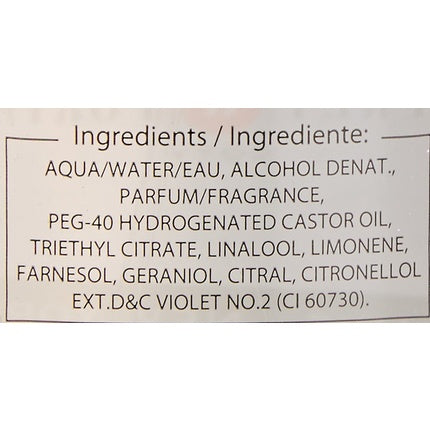 Ingredients / Ingrediente:
AQUA/WATER/EAU, ALCOHOL DENAT.,
PARFUM/FRAGRANCE,
PEG-40 HYDROGENATED CASTOR OIL,
TRIETHYL CITRATE, LINALOOL, LIMONENE,
FARNESOL, GERANIOL, CITRAL, CITRONELLOL
EXT.D&C VIOLET NO.2 (CI 60730).